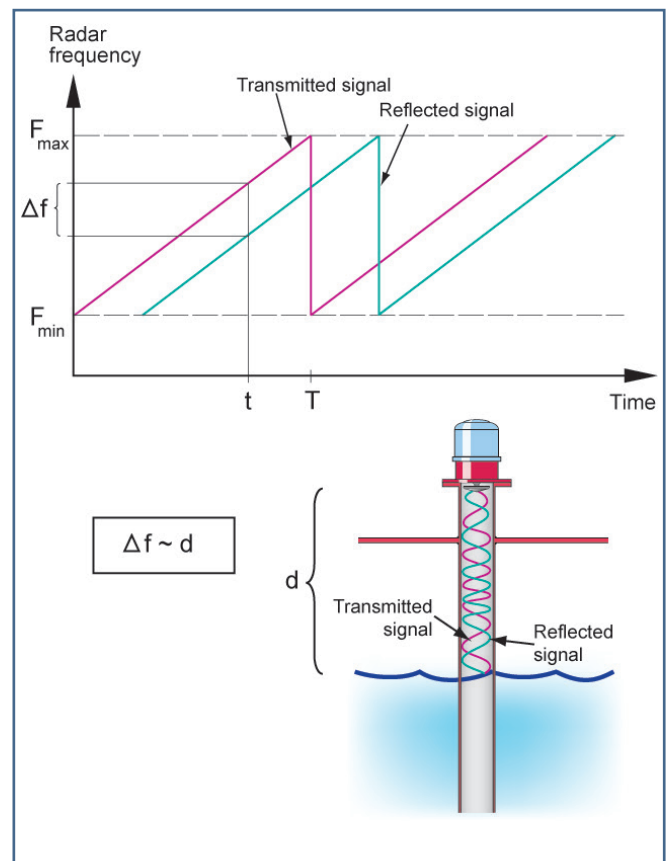 Radar
frequency
Transmitted signal
Reflected signal
Fmax
Δf
Fmin
t
T
Time
Δf ~ d
d
Transmitted
signal
Reflected
signal